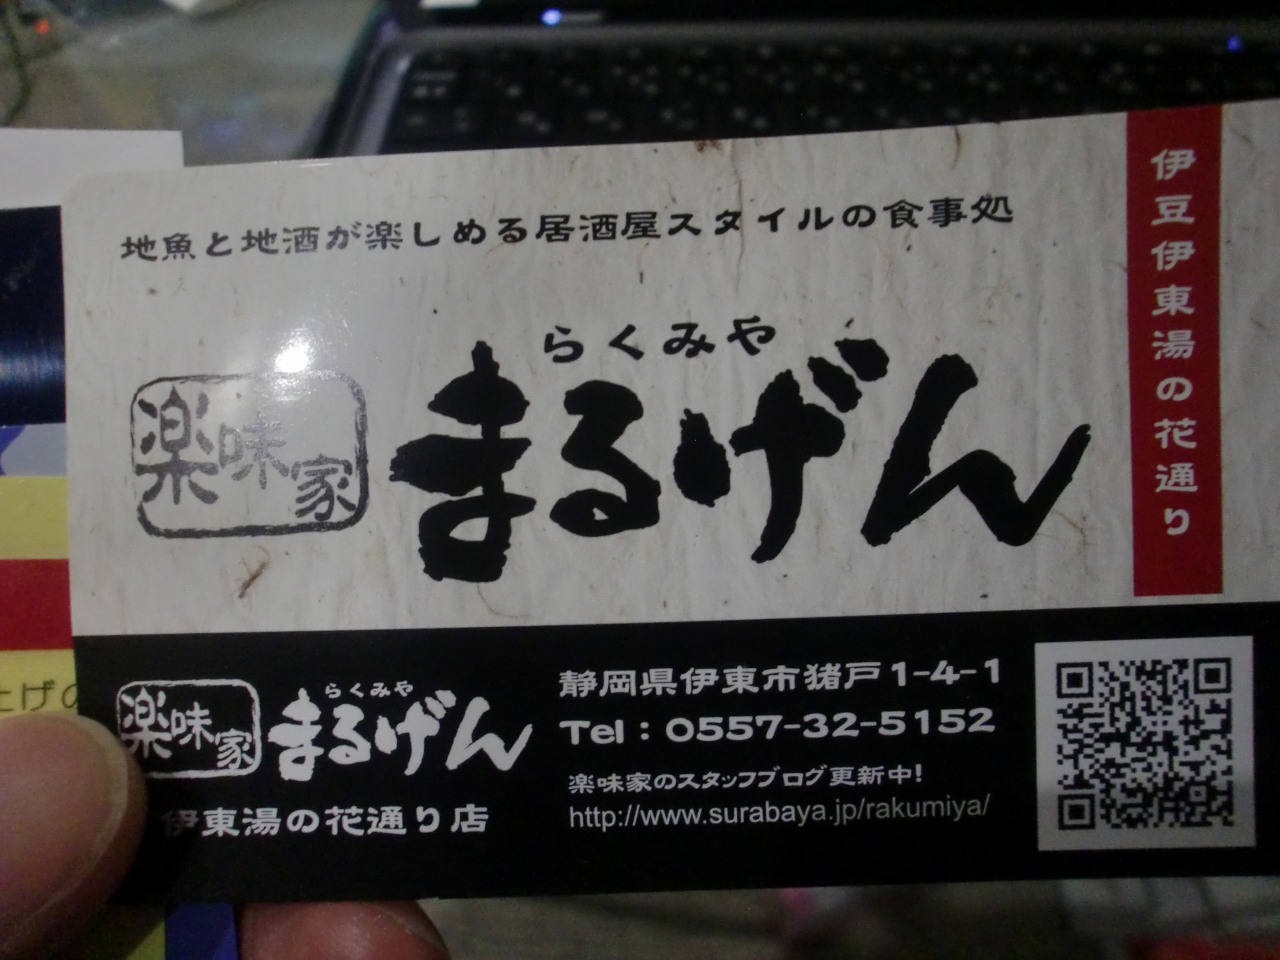 地魚と地酒が楽しめる居酒屋スタイルの食事処
らくみや
楽味家
まるげん
伊豆伊東湯の花通り
らくみや
楽味家
まるげん
伊東湯の花通り店
静岡県伊東市猪戸1-4-1
Tel：0557-32-5152
楽味家のスタッフブログ更新中!
http://www.surabaya.jp/rakumiya/
上げの